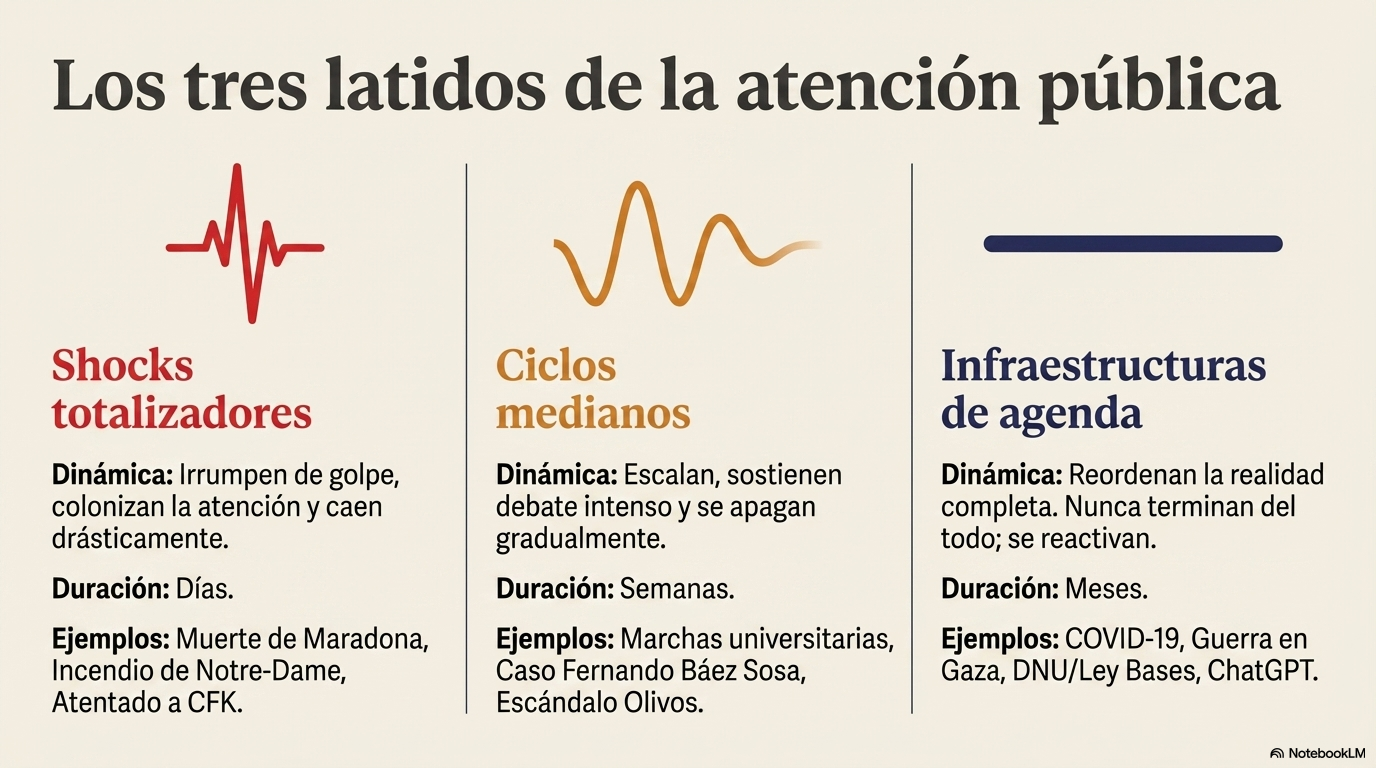 Los tres latidos de la atención pública
Shocks
totalizadores
Dinámica: Irrumpen de golpe,
colonizan la atención y caen
drásticamente.
Duración: Días.
Ejemplos: Muerte de Maradona,
Incendio de Notre-Dame,
Atentado a CFK.
Ciclos
medianos
Dinámica: Escalan, sostienen
debate intenso y se apagan
gradualmente.
Duración: Semanas.
Ejemplos: Marchas universitarias,
Caso Fernando Báez Sosa,
Escándalo Olivos.
Infraestructuras
de agenda
Dinámica: Reordenan la realidad
completa. Nunca terminan del
todo; se reactivan.
Duración: Meses.
Ejemplos: COVID-19, Guerra en
Gaza, DNU/Ley Bases, ChatGPT.
NotebookLM